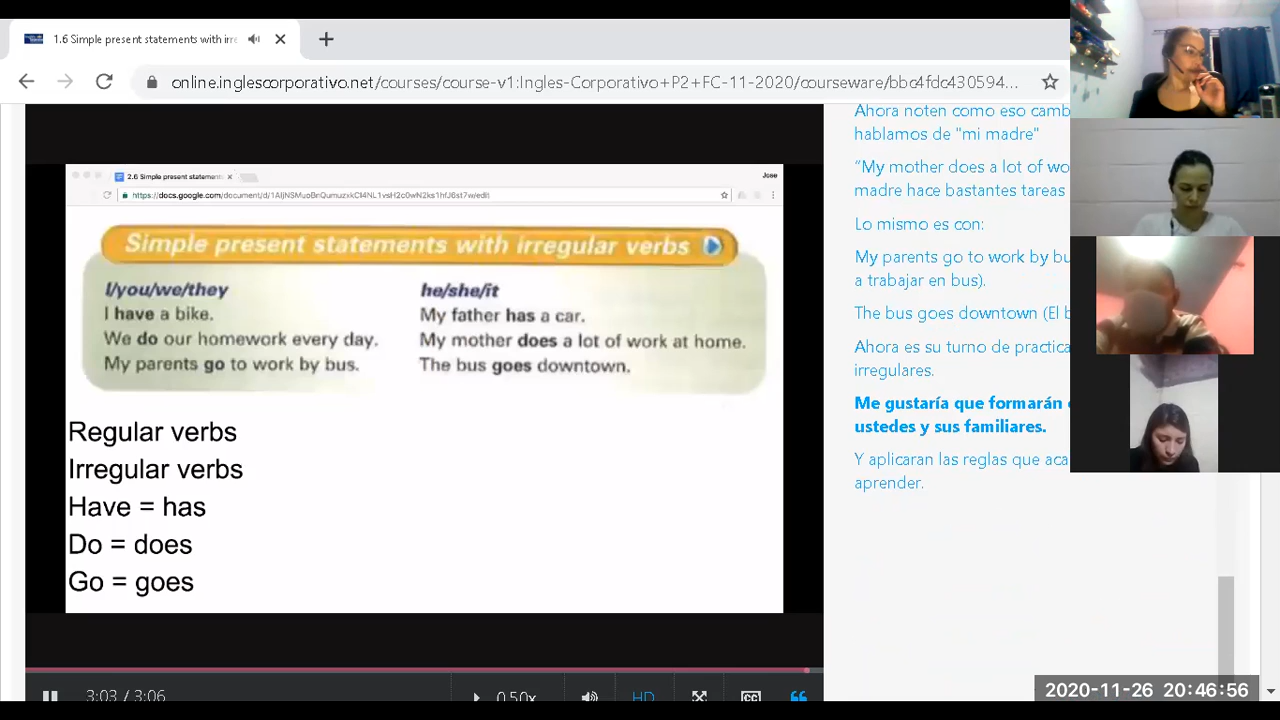 1.6 Simple present statements with irre
online.inglescorporativo.net/courses/course-v1:Ingles-Corporativo+P2+FC-11-2020/courseware/bbc4fdc430594...
2.6 Simple present statement
Jose
Simple present statements with irregular verbs
I/you/we/they
I have a bike.
We do our homework every day.
My parents go to work by bus.
he/she/it
My father has a car.
My mother does a lot of work at home.
The bus goes downtown.
Regular verbs
Irregular verbs
Have = has
Do = does
Go = goes
3:03 / 3:06
0.50x
HD
CC
Ahora noten como eso camb
hablamos de "mi madre"
“My mother does a lot of wo
madre hace bastantes tareas
Lo mismo es con:
My parents go to work by bu
a trabajar en bus).
The bus goes downtown (El b
Ahora es su turno de practica
irregulares.
Me gustaría que formarán
ustedes y sus familiares.
Y aplicaran las reglas que aca
aprender.
2020-11-26 20:46:56